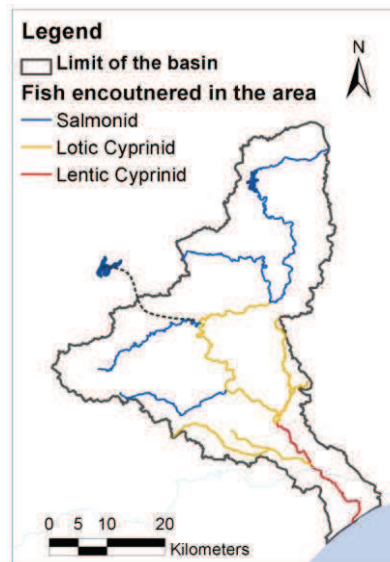 Legend
N
Limit of the basin
Fish encoutnered in the area
Salmonid
Lotic Cyprinid
Lentic Cyprinid
0 5 10 20
Kilometers